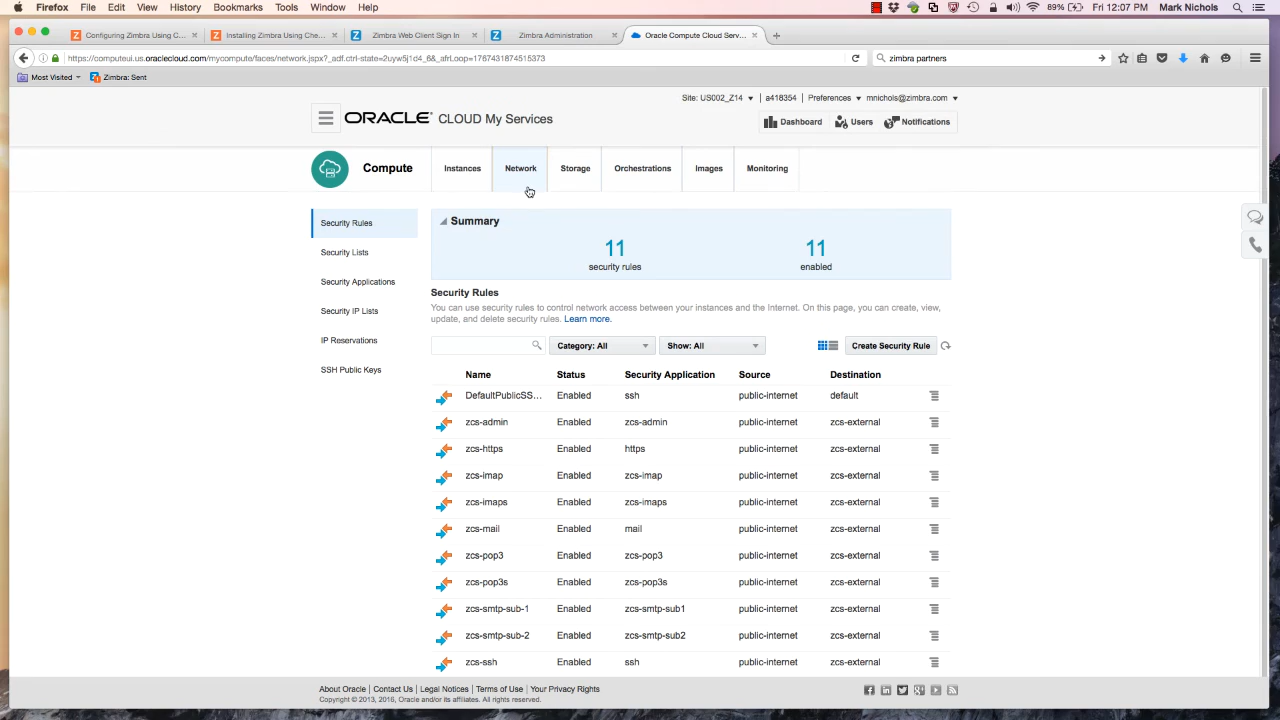 Firefox File Edit View History Bookmarks Tools Window Help 89% Fri 12:07 PM Mark Nichols
Configuring Zimbra Using C... Installing Zimbra Using Che... Zimbra Web Client Sign In Zimbra Administration Oracle Compute Cloud Serv...
https://computeui.us.oraclecloud.com/mycompute/faces/network.jspx?_adf.ctrl-state=2uyw5j1d4_6&_afrLoop=1767431874515373 zimbra partners
Most Visited Zimbra: Sent
Site: US002_Z14 a418354 Preferences mnichols@zimbra.com
ORACLE CLOUD My Services Dashboard Users Notifications
Compute Instances Network Storage Orchestrations Images Monitoring
Security Rules
Security Lists
Security Applications
Security IP Lists
IP Reservations
SSH Public Keys
Summary
11 11
security rules enabled
Security Rules
You can use security rules to control network access between your instances and the Internet. On this page, you can create, view,
update, and delete security rules. Learn more.
Category: All Show: All Create Security Rule
Name Status Security Application Source Destination
DefaultPublicSS... Enabled ssh public-internet default
zcs-admin Enabled zcs-admin public-internet zcs-external
zcs-https Enabled https public-internet zcs-external
zcs-imap Enabled zcs-imap public-internet zcs-external
zcs-imaps Enabled zcs-imaps public-internet zcs-external
zcs-mail Enabled mail public-internet zcs-external
zcs-pop3 Enabled zcs-pop3 public-internet zcs-external
zcs-pop3s Enabled zcs-pop3s public-internet zcs-external
zcs-smtp-sub-1 Enabled zcs-smtp-sub1 public-internet zcs-external
zcs-smtp-sub-2 Enabled zcs-smtp-sub2 public-internet zcs-external
zcs-ssh Enabled ssh public-internet zcs-external
About Oracle Contact Us Legal Notices Terms of Use Your Privacy Rights
Copyright © 2013, 2016, Oracle and/or its affiliates. All rights reserved.